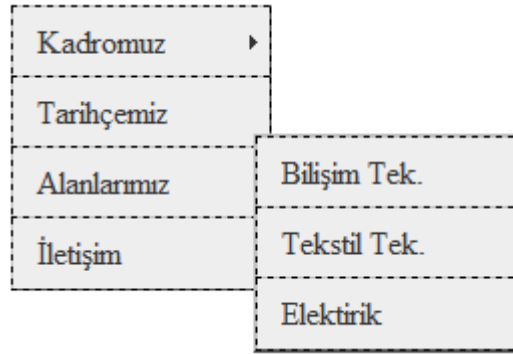 Kadromuz
Tarihçemiz
Alanlarımız
İletişim
Bilişim Tek.
Tekstil Tek.
Elektirik